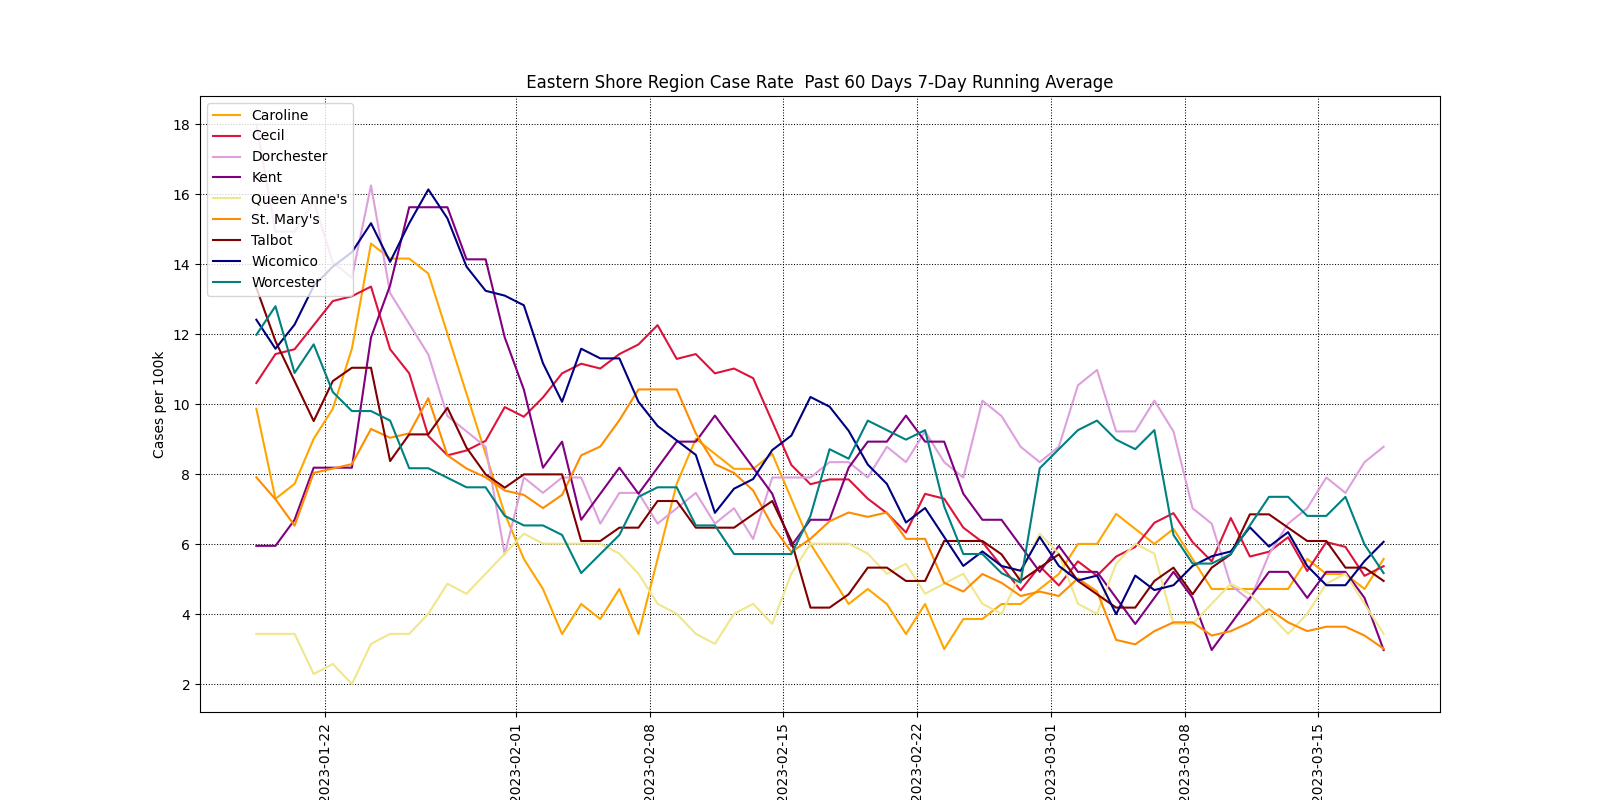 Eastern Shore Region Case Rate  Past 60 Days 7-Day Running Average
Caroline
Cecil
Dorchester
Kent
Queen Anne's
St. Mary's
Talbot
Wicomico
Worcester
Cases per 100k
18
16
14
12
10
8
6
4
2
2023-01-22
2023-02-01
2023-02-08
2023-02-15
2023-02-22
2023-03-01
2023-03-08
2023-03-15